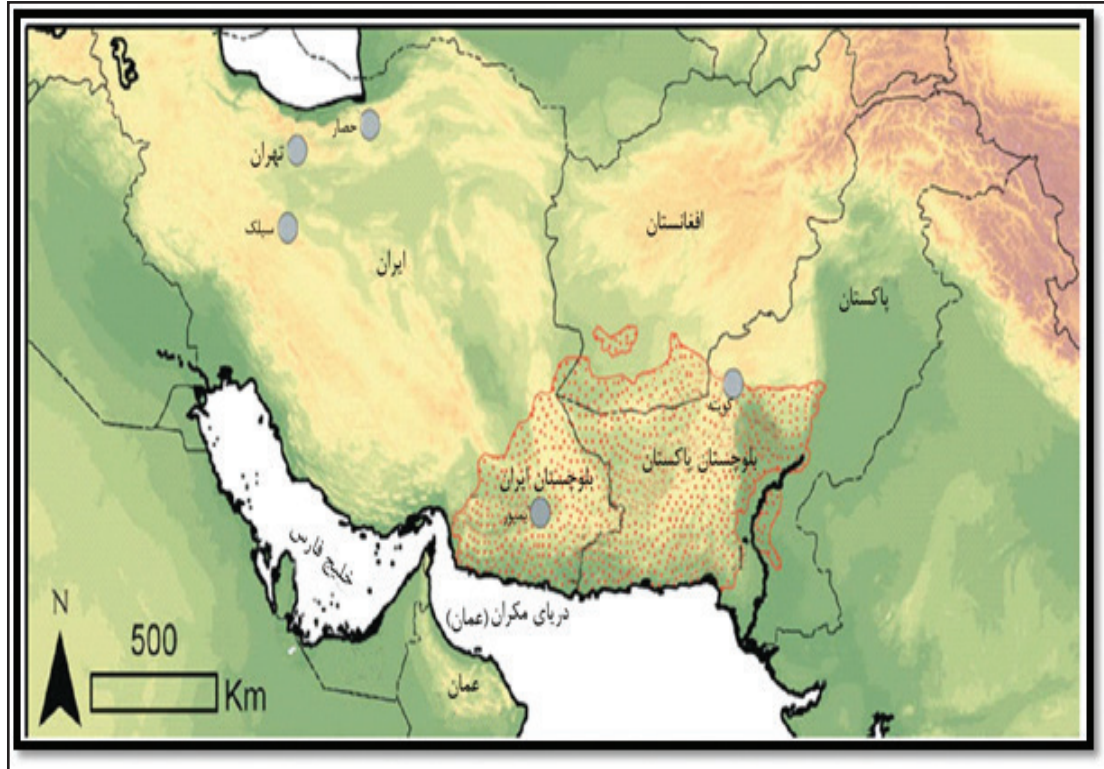 حصار
تهران
سیلک
ایران
افغانستان
پاکستان
کویته
بلوچستان پاکستان
بلوچستان ایران
بمپور
خلیج فارس
دریای مکران (عمان)
عمان
N
500
Km